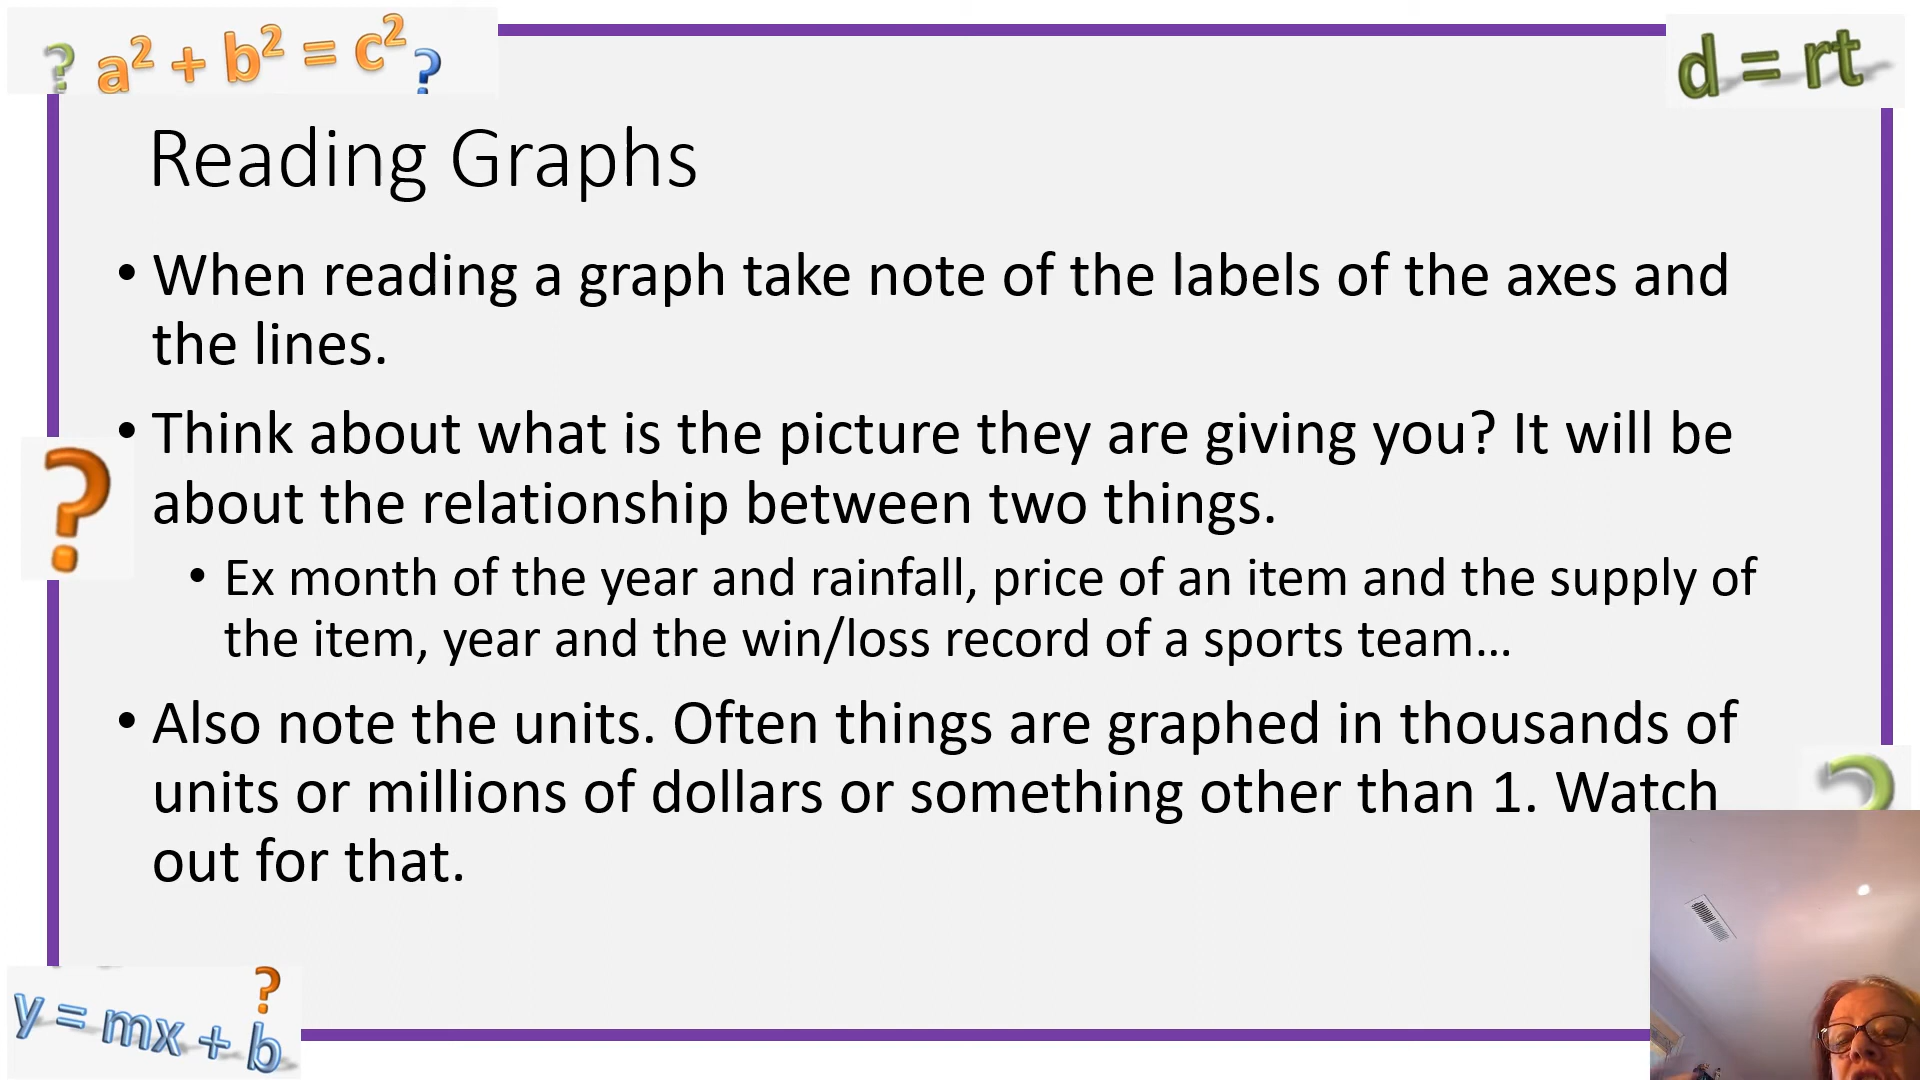 ? a² + b² = c² ?
d = rt
Reading Graphs
• When reading a graph take note of the labels of the axes and
the lines.
• Think about what is the picture they are giving you? It will be
about the relationship between two things.
?
• Ex month of the year and rainfall, price of an item and the supply of
the item, year and the win/loss record of a sports team…
• Also note the units. Often things are graphed in thousands of
units or millions of dollars or something other than 1. Watch
out for that.
?
y = mx + b